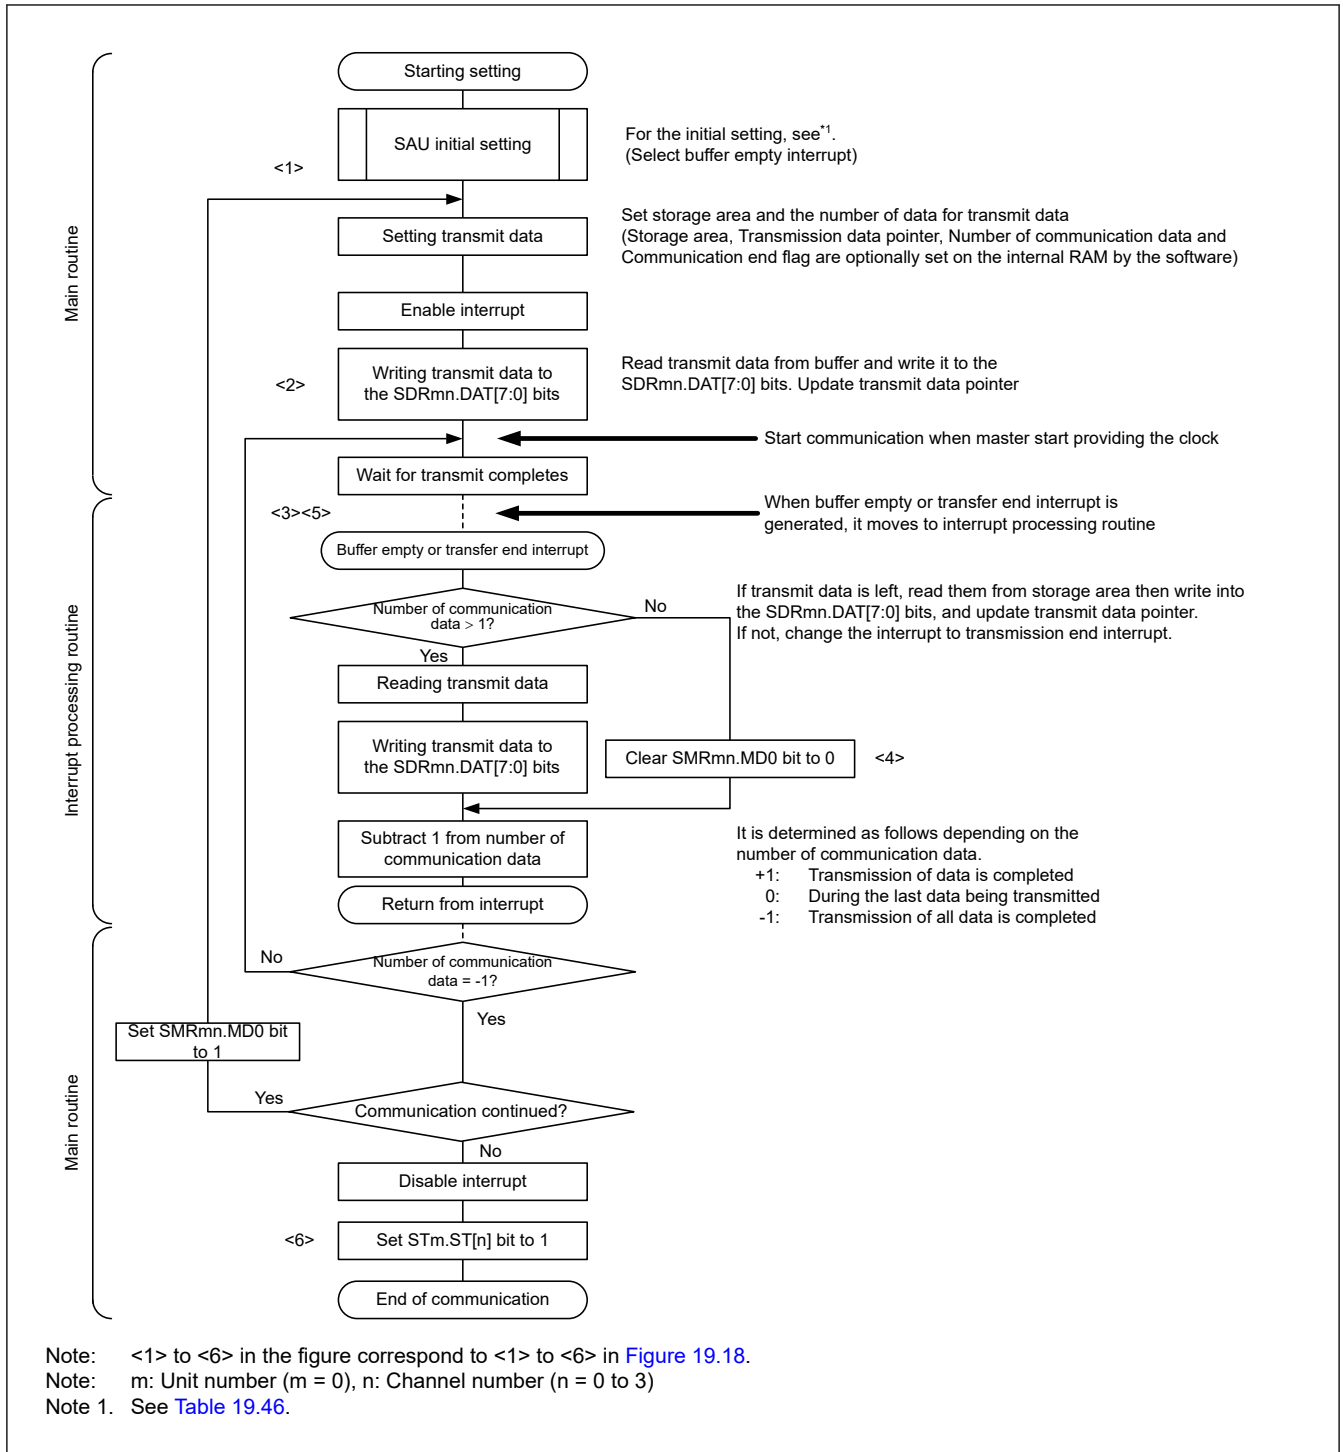 Starting setting
SAU initial setting
For the initial setting, see*1.
(Select buffer empty interrupt)
<1>
Main routine
Setting transmit data
Set storage area and the number of data for transmit data
(Storage area, Transmission data pointer, Number of communication data and
Communication end flag are optionally set on the internal RAM by the software)
Enable interrupt
<2>
Writing transmit data to
the SDRmn.DAT[7:0] bits
Read transmit data from buffer and write it to the
SDRmn.DAT[7:0] bits. Update transmit data pointer
Start communication when master start providing the clock
Wait for transmit completes
<3><5>
When buffer empty or transfer end interrupt is
generated, it moves to interrupt processing routine
Interrupt processing routine
Buffer empty or transfer end interrupt
Number of communication
data > 1?
No
Yes
If transmit data is left, read them from storage area then write into
the SDRmn.DAT[7:0] bits, and update transmit data pointer.
If not, change the interrupt to transmission end interrupt.
Reading transmit data
Writing transmit data to
the SDRmn.DAT[7:0] bits
Clear SMRmn.MD0 bit to 0
<4>
Subtract 1 from number of
communication data
It is determined as follows depending on the
number of communication data.
+1: Transmission of data is completed
0: During the last data being transmitted
-1: Transmission of all data is completed
Return from interrupt
Main routine
No
Number of communication
data = -1?
Yes
Set SMRmn.MD0 bit
to 1
Yes
Communication continued?
No
Disable interrupt
<6>
Set STm.ST[n] bit to 1
End of communication
Note: <1> to <6> in the figure correspond to <1> to <6> in Figure 19.18.
Note: m: Unit number (m = 0), n: Channel number (n = 0 to 3)
Note 1. See Table 19.46.